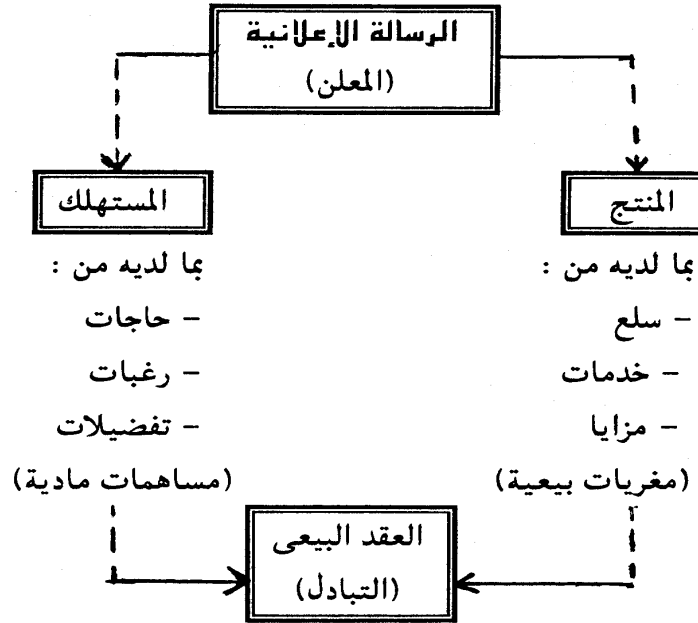 الرسالة الإعلانية
(المعلن)
المنتج
المستهلك
بما لديه من :
بما لديه من :
– سلع
– حاجات
– خدمات
– رغبات
– مزايا
– تفضيلات
(مغريات بيعية)
(مساهمات مادية)
العقد البيعى
(التبادل)